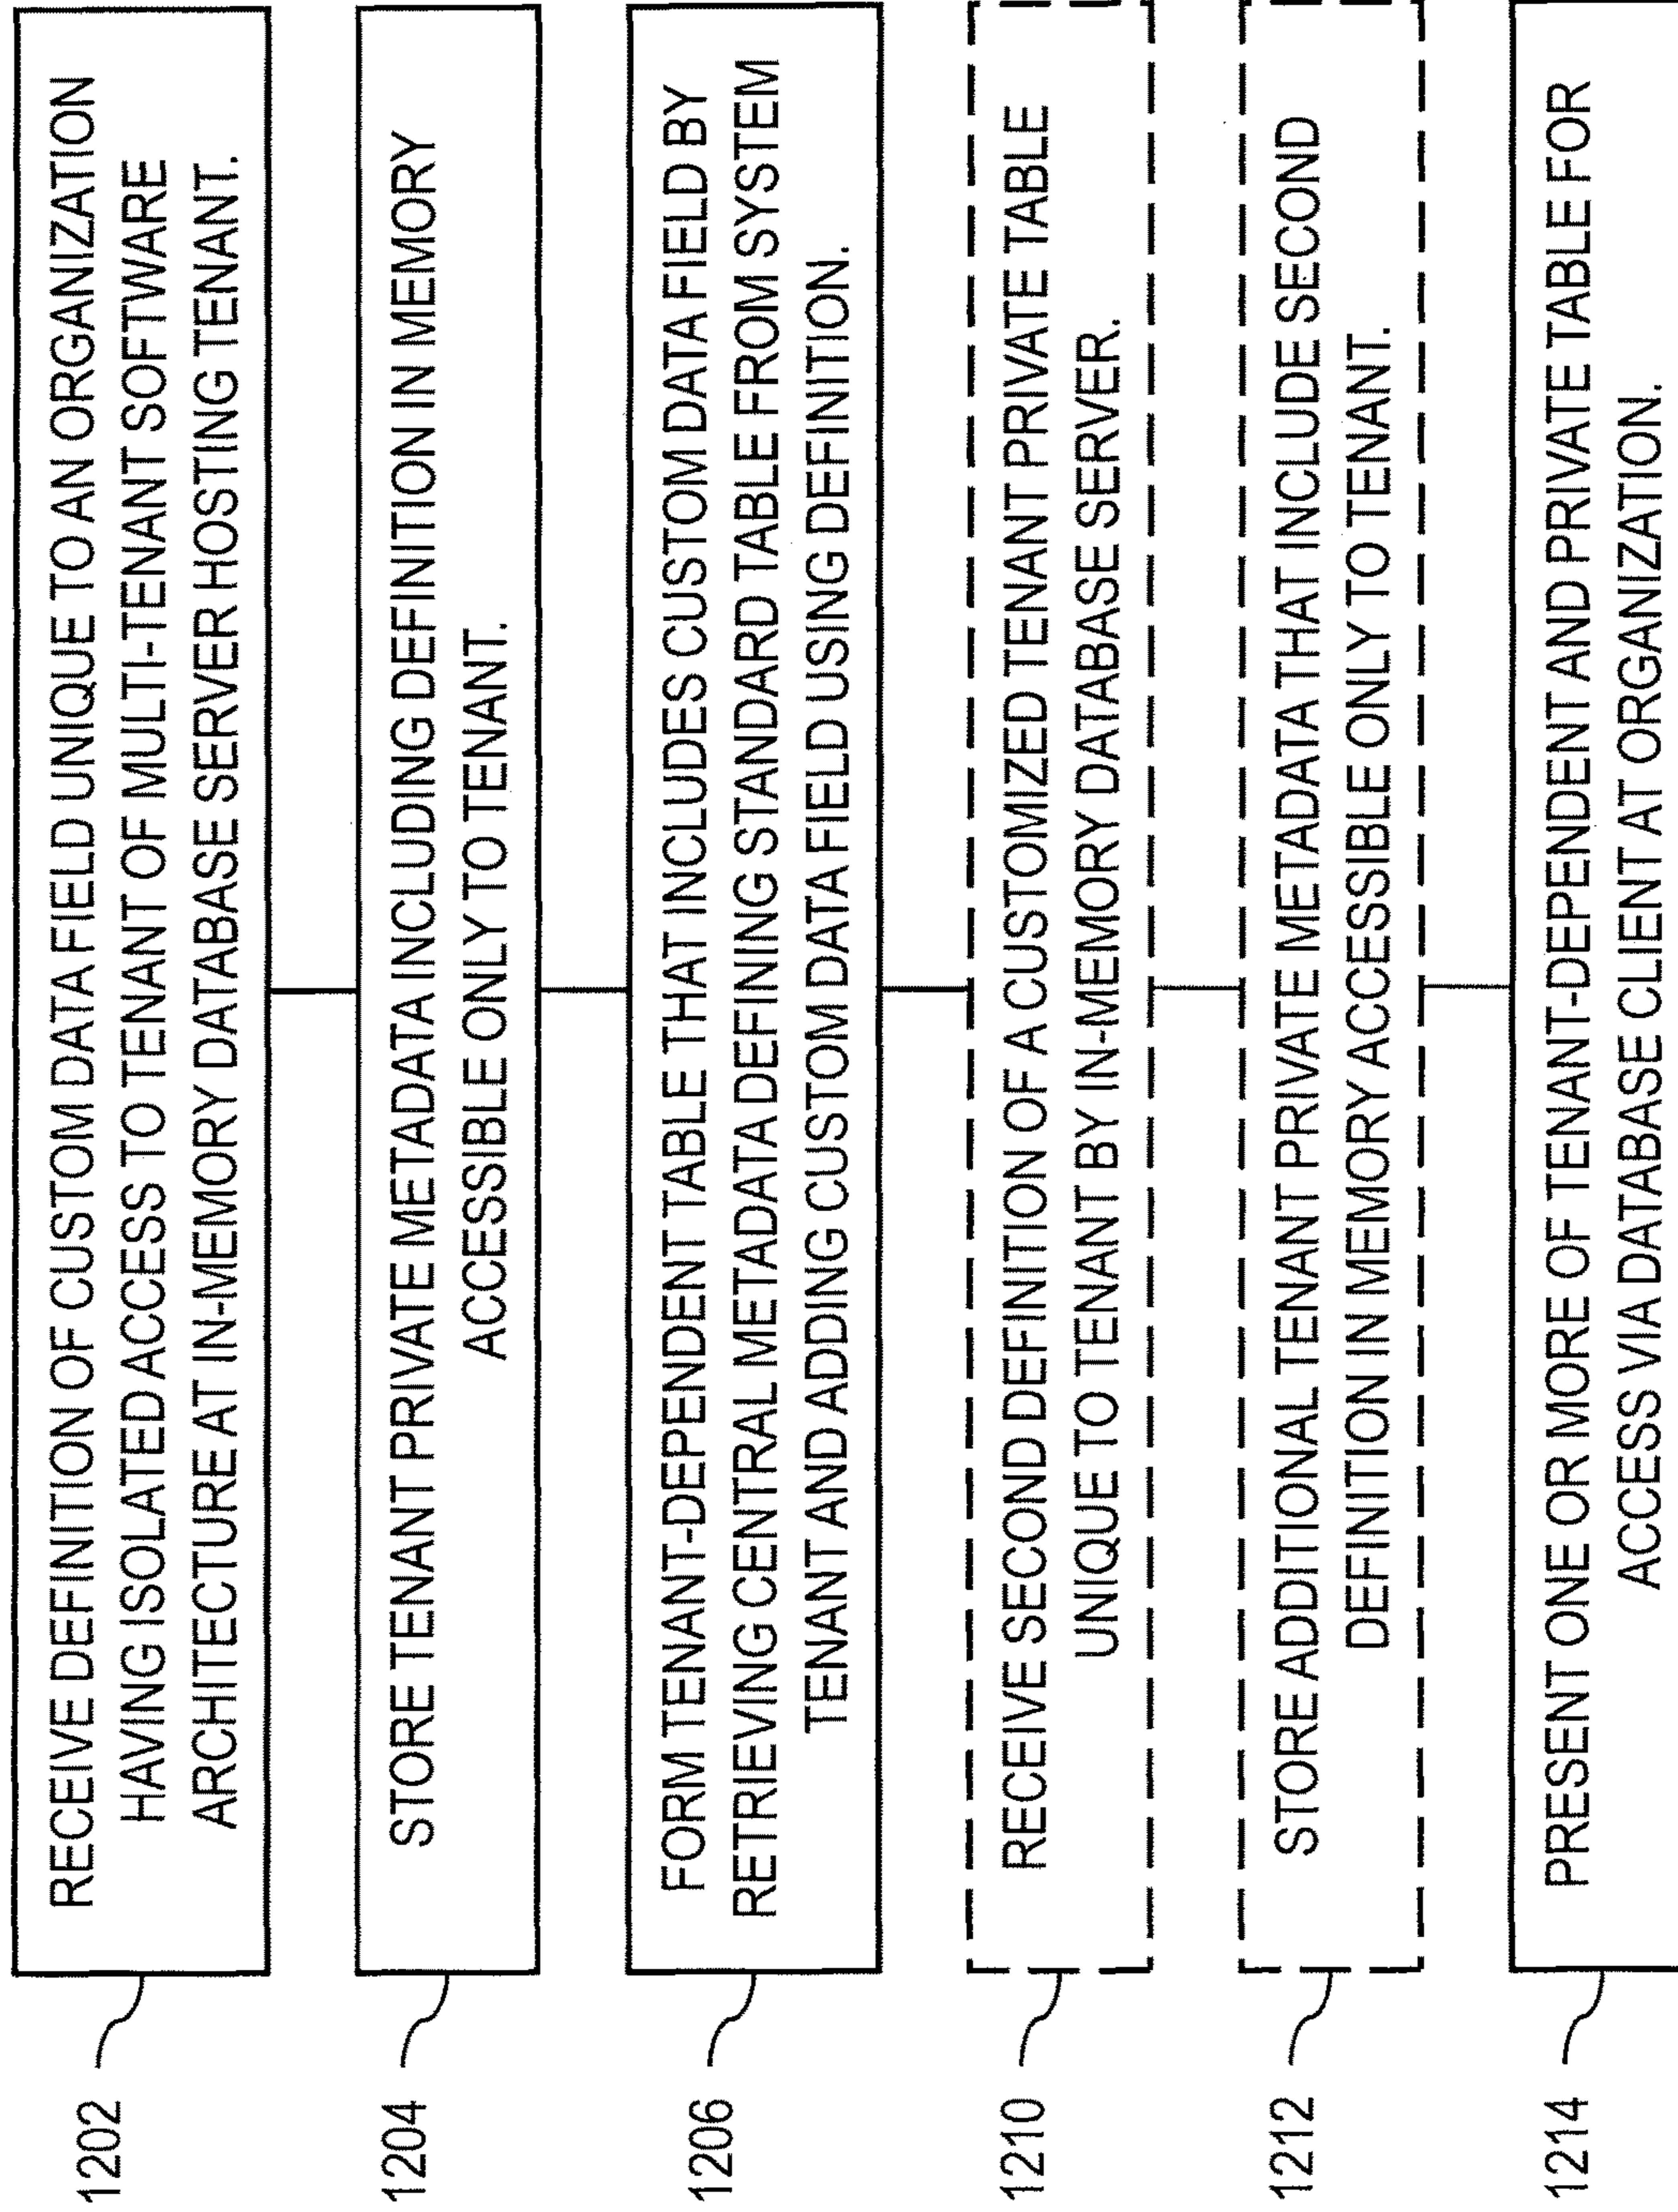 1202
RECEIVE DEFINITION OF CUSTOM DATA FIELD UNIQUE TO AN ORGANIZATION
HAVING ISOLATED ACCESS TO TENANT OF MULTI-TENANT SOFTWARE
ARCHITECTURE AT IN-MEMORY DATABASE SERVER HOSTING TENANT.
1204
STORE TENANT PRIVATE METADATA INCLUDING DEFINITION IN MEMORY
ACCESSIBLE ONLY TO TENANT.
1206
FORM TENANT-DEPENDENT TABLE THAT INCLUDES CUSTOM DATA FIELD BY
RETRIEVING CENTRAL METADATA DEFINING STANDARD TABLE FROM SYSTEM
TENANT AND ADDING CUSTOM DATA FIELD USING DEFINITION.
1210
RECEIVE SECOND DEFINITION OF A CUSTOMIZED TENANT PRIVATE TABLE
UNIQUE TO TENANT BY IN-MEMORY DATABASE SERVER.
1212
STORE ADDITIONAL TENANT PRIVATE METADATA THAT INCLUDE SECOND
DEFINITION IN MEMORY ACCESSIBLE ONLY TO TENANT.
1214
PRESENT ONE OR MORE OF TENANT-DEPENDENT AND PRIVATE TABLE FOR
ACCESS VIA DATABASE CLIENT AT ORGANIZATION.